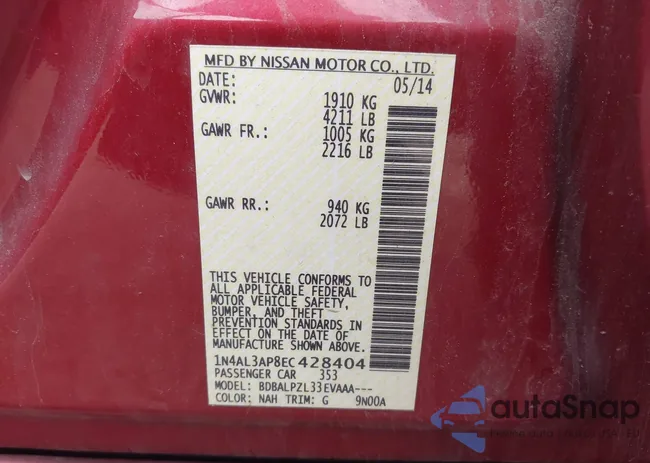 MFD BY NISSAN MOTOR CO., LTD.
DATE: 05/14
GVWR: 1910 KG
4211 LB
GAWR FR.: 1005 KG
2216 LB
GAWR RR.: 940 KG
2072 LB
THIS VEHICLE CONFORMS TO
ALL APPLICABLE FEDERAL
MOTOR VEHICLE SAFETY,
BUMPER, AND THEFT
PREVENTION STANDARDS
IN EFFECT ON THE DATE OF
MANUFACTURE SHOWN ABOVE.
1N4AL3AP8EC428404
PASSENGER CAR 353
MODEL: BDBALPZL33EVAAA---
COLOR: NAH TRIM: G 9N00A
autoSnap